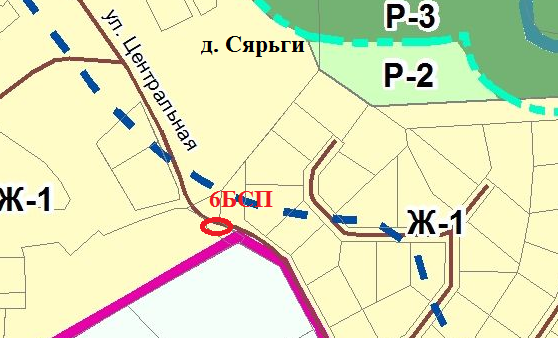 Р-3
ул. Центральная
д. Сярьги
Р-2
Ж-1
6БСП
Ж-1